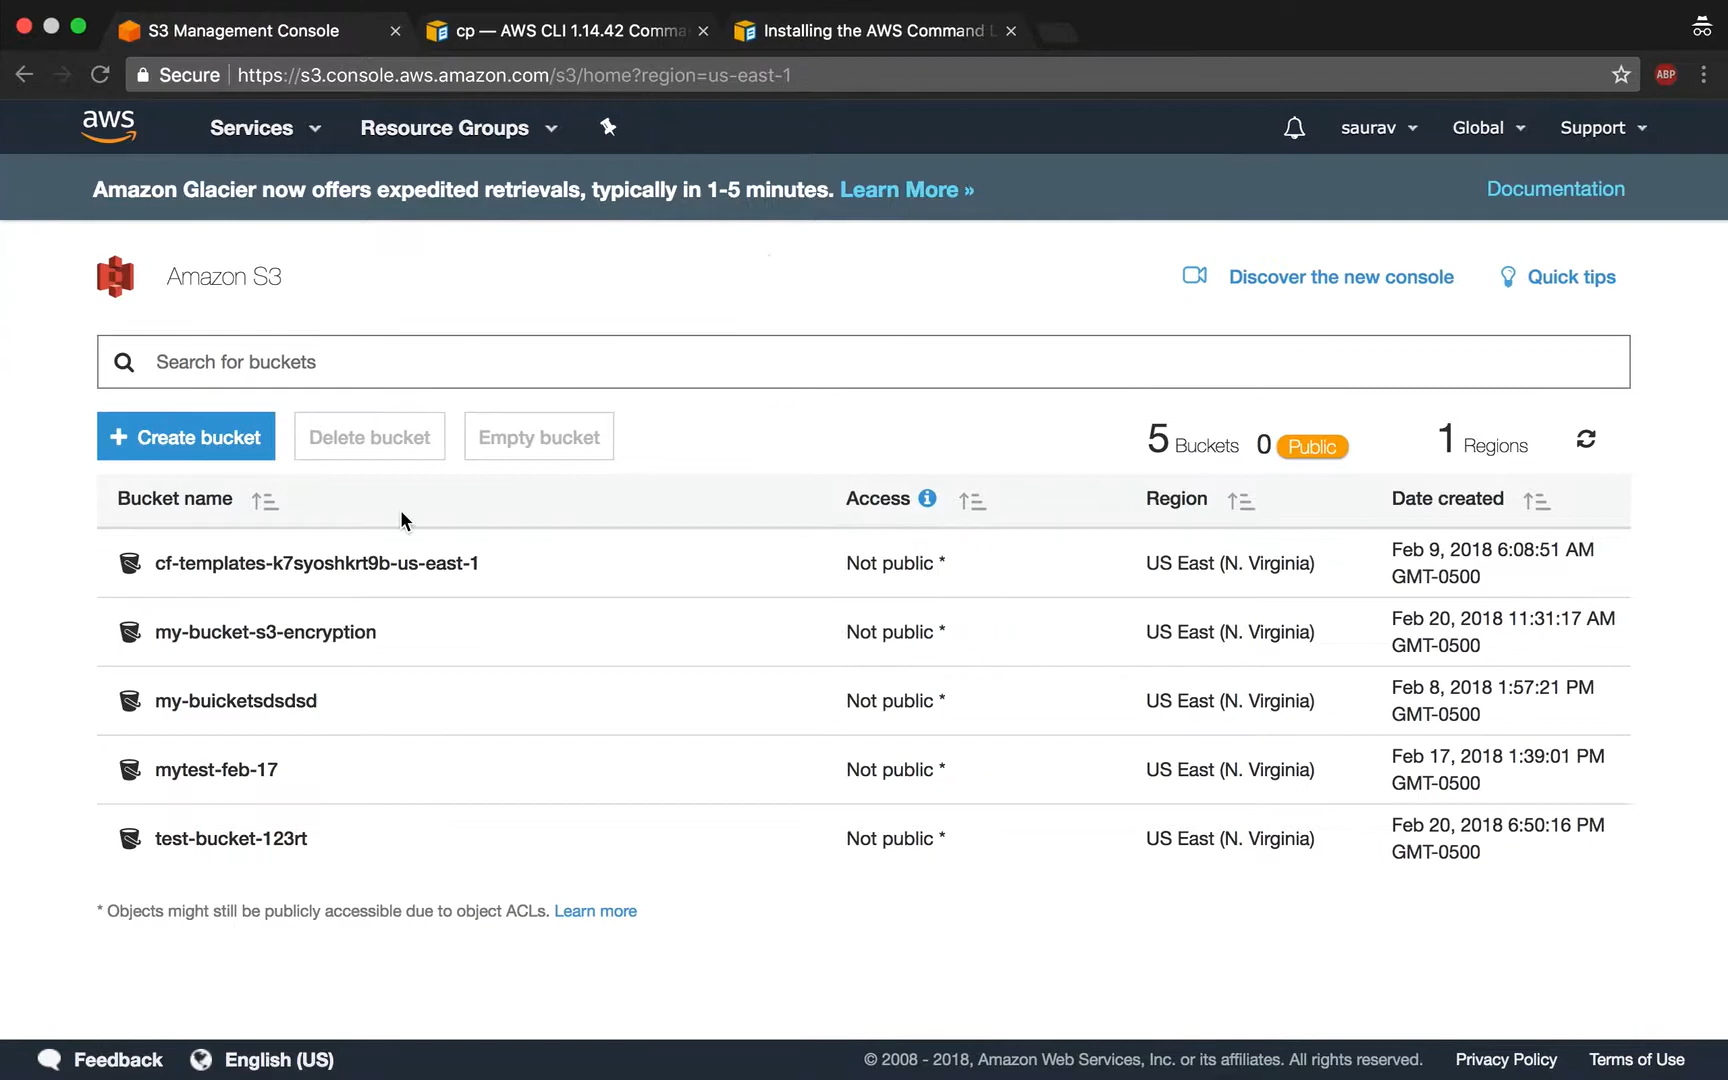 S3 Management Console
cp — AWS CLI 1.14.42 Comma
Installing the AWS Command L
Secure https://s3.console.aws.amazon.com/s3/home?region=us-east-1
ABP
aws Services Resource Groups saurav Global Support
Amazon Glacier now offers expedited retrievals, typically in 1-5 minutes. Learn More » Documentation
Amazon S3 Discover the new console Quick tips
Search for buckets
+ Create bucket Delete bucket Empty bucket 5 Buckets 0 Public 1 Regions
Bucket name Access Region Date created
cf-templates-k7syoshkrt9b-us-east-1 Not public * US East (N. Virginia) Feb 9, 2018 6:08:51 AM
GMT-0500
my-bucket-s3-encryption Not public * US East (N. Virginia) Feb 20, 2018 11:31:17 AM
GMT-0500
my-buicketsdsdsd Not public * US East (N. Virginia) Feb 8, 2018 1:57:21 PM
GMT-0500
mytest-feb-17 Not public * US East (N. Virginia) Feb 17, 2018 1:39:01 PM
GMT-0500
test-bucket-123rt Not public * US East (N. Virginia) Feb 20, 2018 6:50:16 PM
GMT-0500
* Objects might still be publicly accessible due to object ACLs. Learn more
Feedback English (US) © 2008 - 2018, Amazon Web Services, Inc. or its affiliates. All rights reserved. Privacy Policy Terms of Use